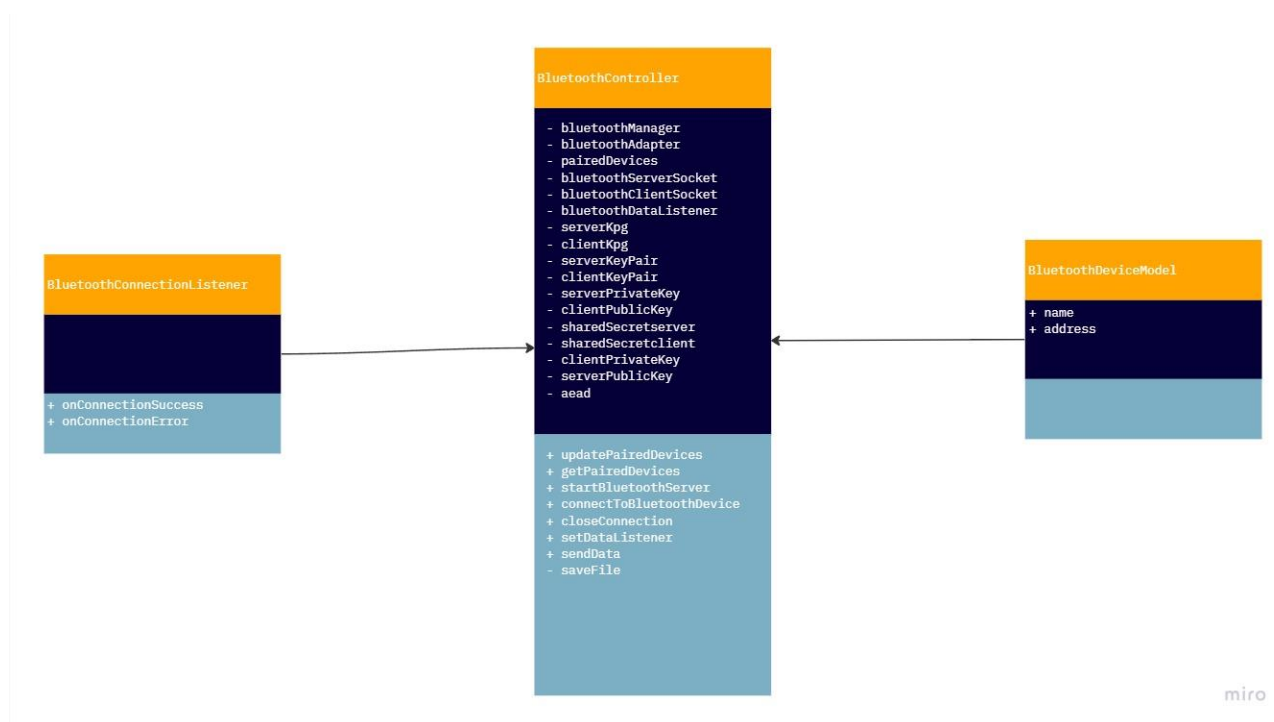 BluetoothController
- bluetoothManager
- bluetoothAdapter
- pairedDevices
- bluetoothServerSocket
- bluetoothClientSocket
- bluetoothDataListener
- serverKpg
- clientKpg
- serverKeyPair
- clientKeyPair
- serverPrivateKey
- clientPublicKey
- sharedSecretserver
- sharedSecretclient
- clientPrivateKey
- serverPublicKey
- aead
+ updatePairedDevices
+ getPairedDevices
+ startBluetoothServer
+ connectToBluetoothDevice
+ closeConnection
+ setDataListener
+ sendData
- saveFile
BluetoothConnectionListener
+ onConnectionSuccess
+ onConnectionError
BluetoothDeviceModel
+ name
+ address
miro